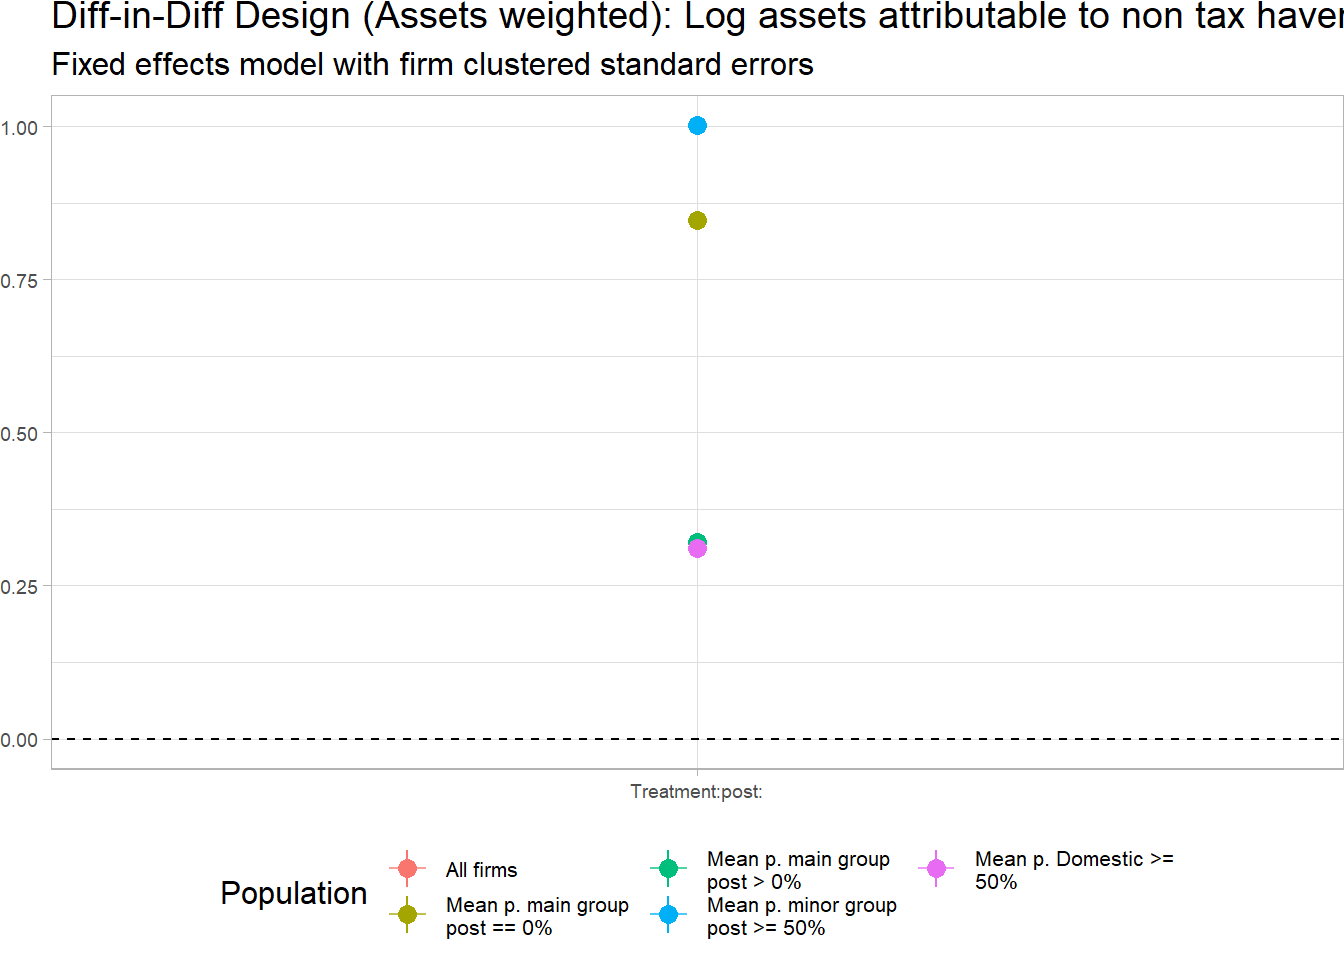 Diff-in-Diff Design (Assets weighted): Log assets attributable to non tax haven
Fixed effects model with firm clustered standard errors
1.00
0.75
0.50
0.25
0.00
Treatment:post:
Population
All firms
Mean p. main group
post == 0%
Mean p. main group
post > 0%
Mean p. minor group
post >= 50%
Mean p. Domestic >=
50%